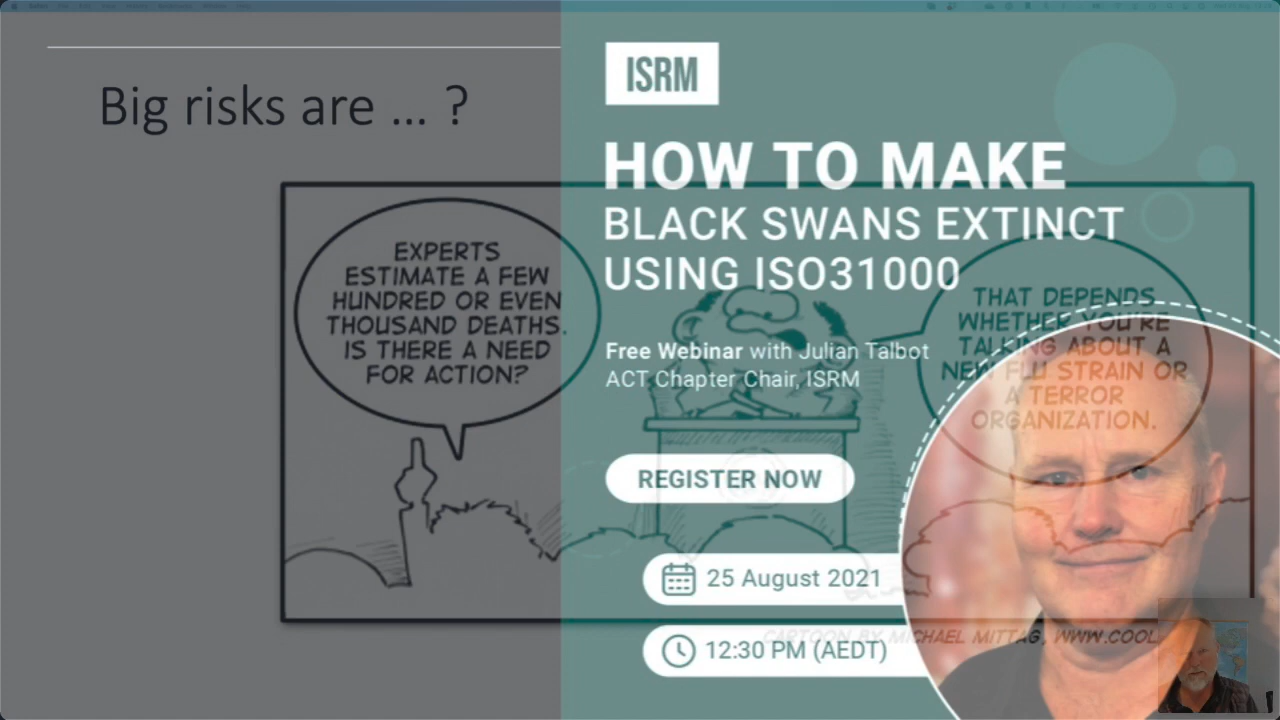 Big risks are ... ?
EXPERTS
ESTIMATE A FEW
HUNDRED OR EVEN
THOUSAND DEATHS.
IS THERE A NEED
FOR ACTION?
ISRM
HOW TO MAKE
BLACK SWANS EXTINCT
USING ISO31000
Free Webinar with Julian Talbot
ACT Chapter Chair, ISRM
REGISTER NOW
25 August 2021
12:30 PM (AEDT)
THAT DEPENDS
WHETHER YOU'RE
TALKING ABOUT A
NEW FLU STRAIN OR
A TERROR
ORGANIZATION.
CARTOON BY MICHAEL MITTAG, WWW.COOL